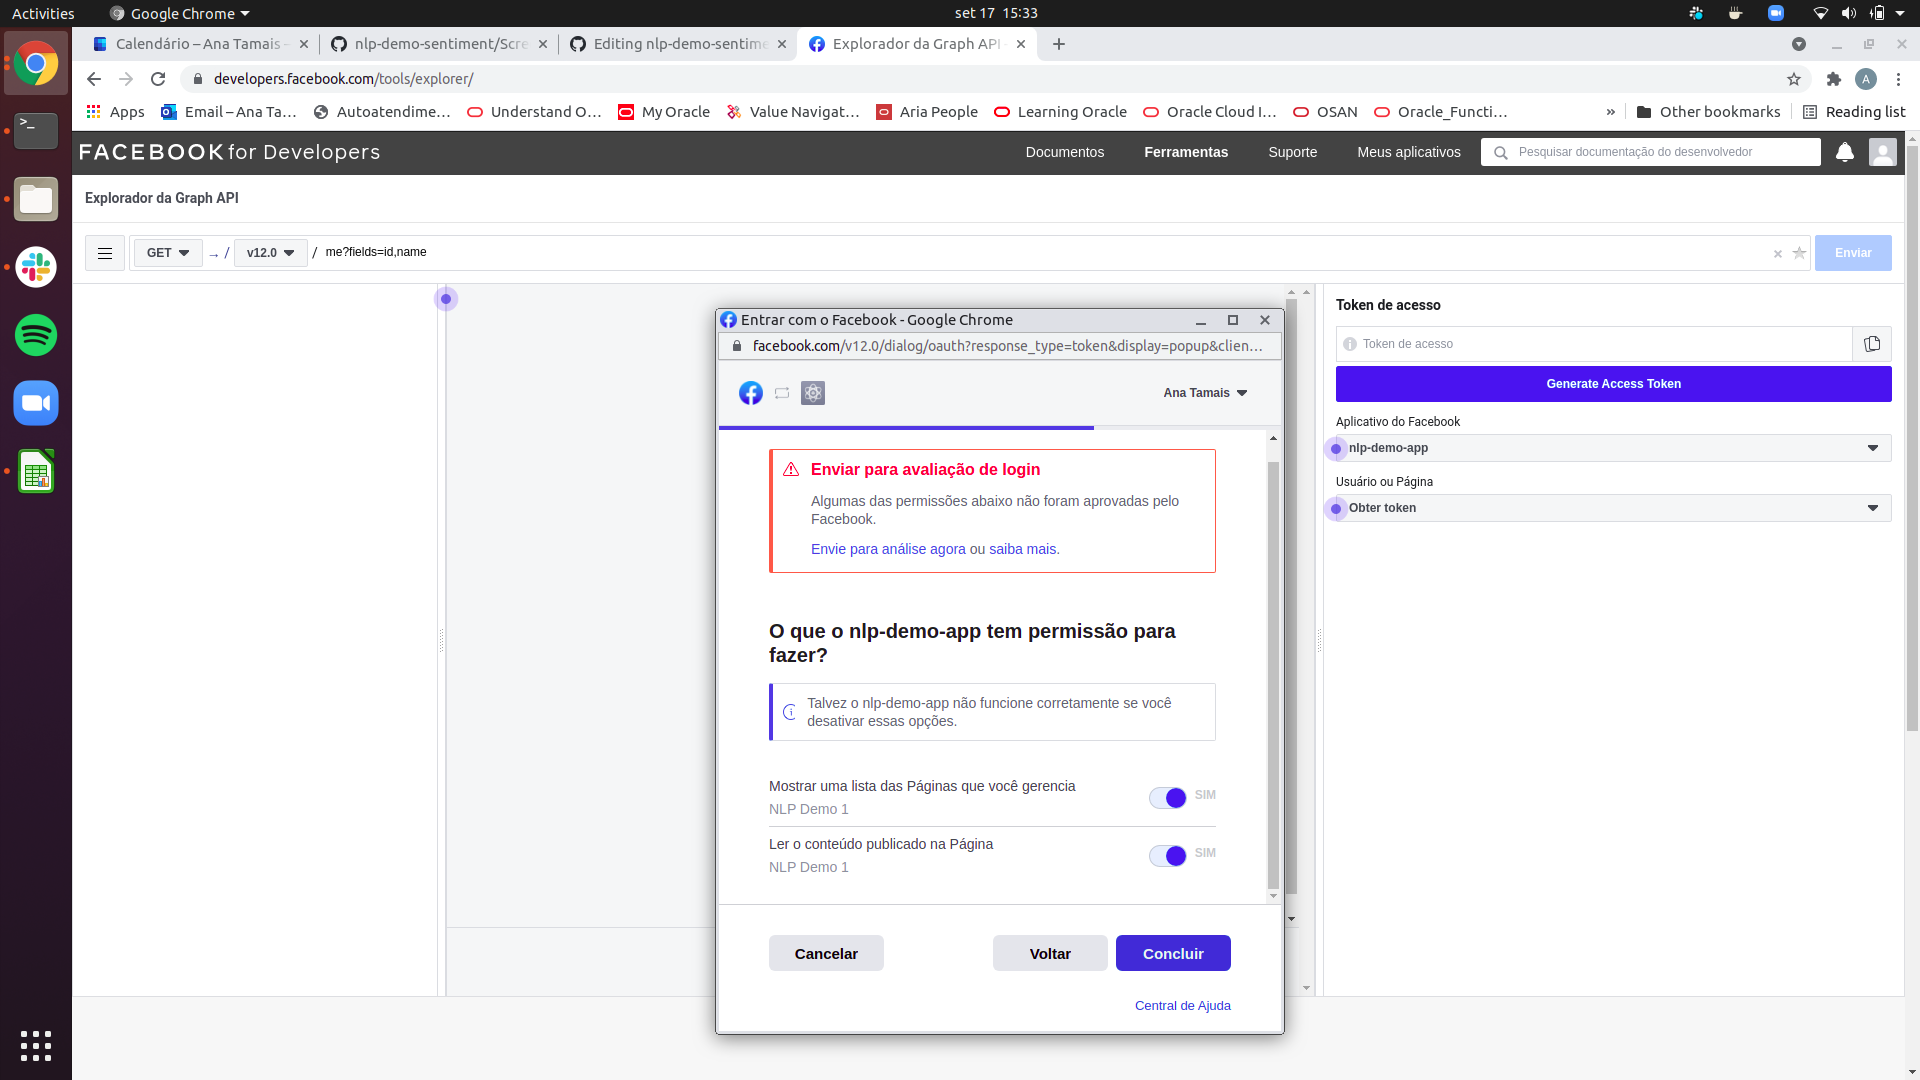 Activities
Google Chrome
set 17 15:33
Calendário – Ana Tamais -
nlp-demo-sentiment/Scre
Editing nlp-demo-sentime
Explorador da Graph API -
developers.facebook.com/tools/explorer/
Apps
Email – Ana Ta…
Autoatendime…
Understand O…
My Oracle
Value Navigat…
Aria People
Learning Oracle
Oracle Cloud I…
OSAN
Oracle_Functi…
»
Other bookmarks
Reading list
FACEBOOK for Developers
Documentos
Ferramentas
Suporte
Meus aplicativos
Pesquisar documentação do desenvolvedor
Explorador da Graph API
GET
→ /
v12.0
/
me?fields=id,name
Enviar
Entrar com o Facebook - Google Chrome
facebook.com/v12.0/dialog/oauth?response_type=token&display=popup&clien…
Ana Tamais
Enviar para avaliação de login
Algumas das permissões abaixo não foram aprovadas pelo
Facebook.
Envie para análise agora ou saiba mais.
O que o nlp-demo-app tem permissão para
fazer?
Talvez o nlp-demo-app não funcione corretamente se você
desativar essas opções.
Mostrar uma lista das Páginas que você gerencia
NLP Demo 1
SIM
Ler o conteúdo publicado na Página
NLP Demo 1
SIM
Cancelar
Voltar
Concluir
Central de Ajuda
Token de acesso
Token de acesso
Generate Access Token
Aplicativo do Facebook
nlp-demo-app
Usuário ou Página
Obter token